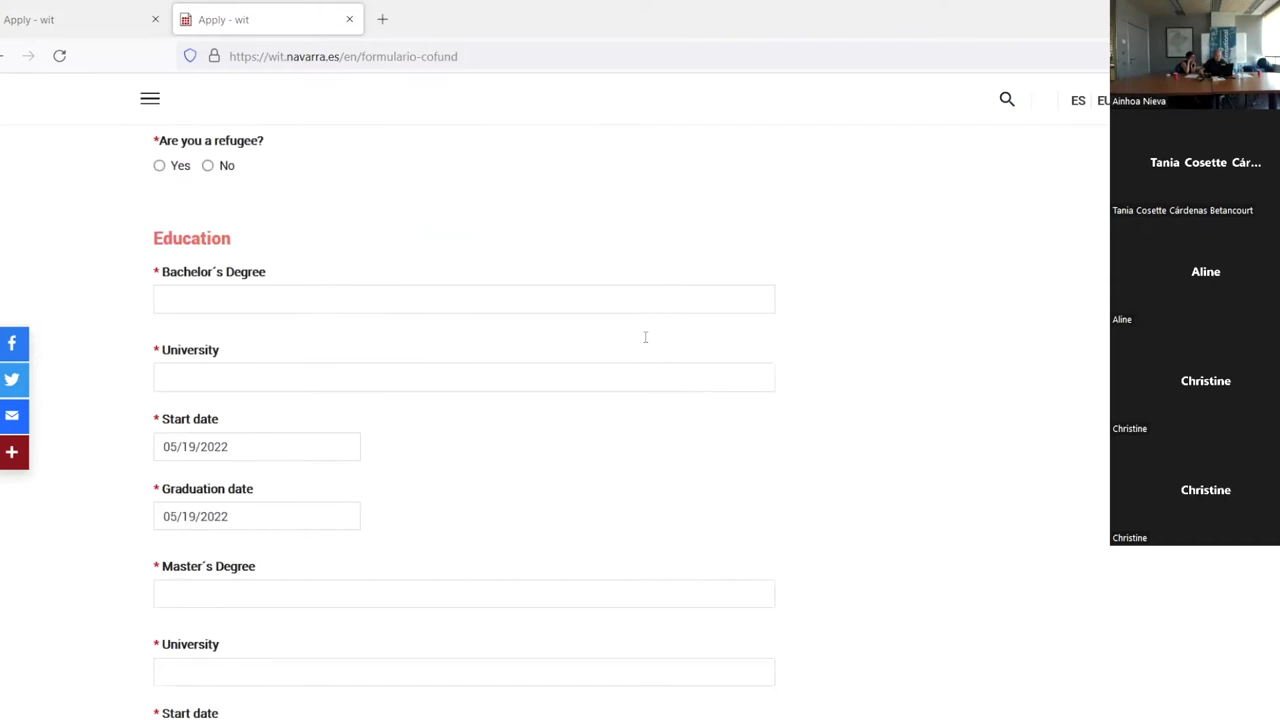 Apply - wit
Apply - wit
https://wit.navarra.es/en/formulario-cofund
ES
EU
*Are you a refugee?
Yes
No
Education
* Bachelor´s Degree
* University
* Start date
05/19/2022
* Graduation date
05/19/2022
* Master´s Degree
* University
* Start date
Ainhoa Nieva
Tania Cosette Cár...
Tania Cosette Cárdenas Betancourt
Aline
Aline
Christine
Christine
Christine
Christine